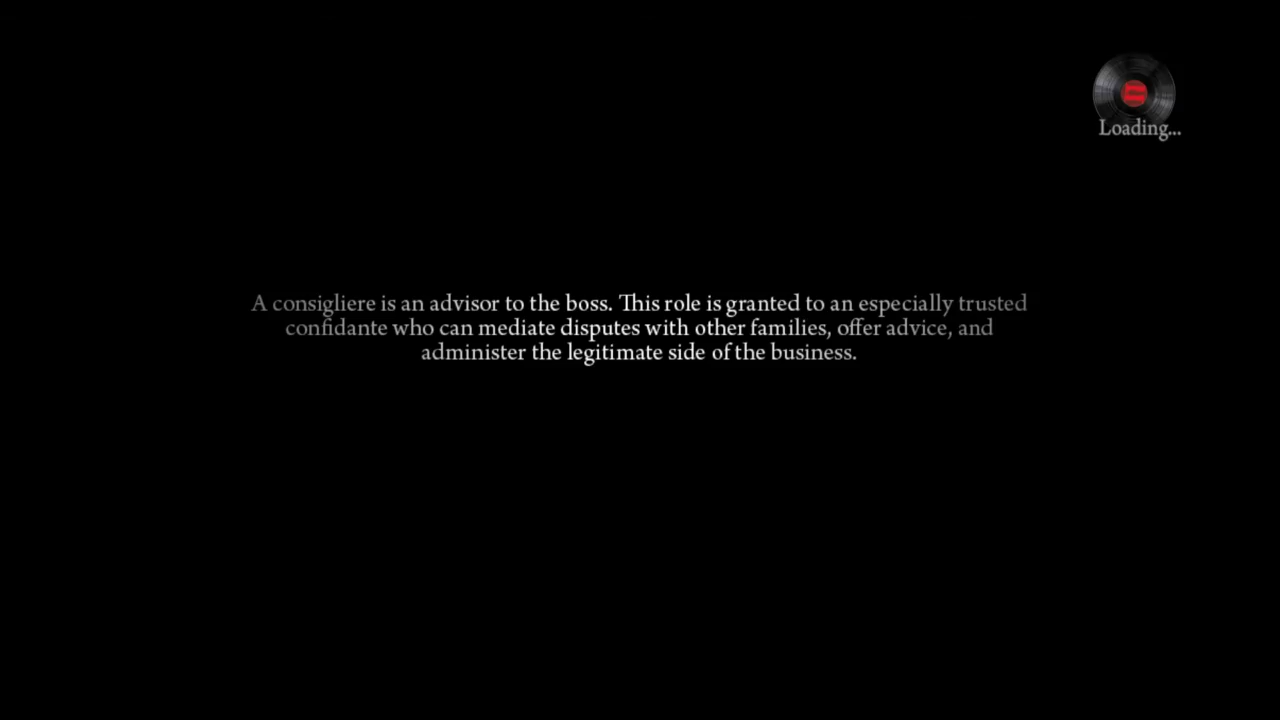 Loading...
A consigliere is an advisor to the boss. This role is granted to an especially trusted
confidante who can mediate disputes with other families, offer advice, and
administer the legitimate side of the business.